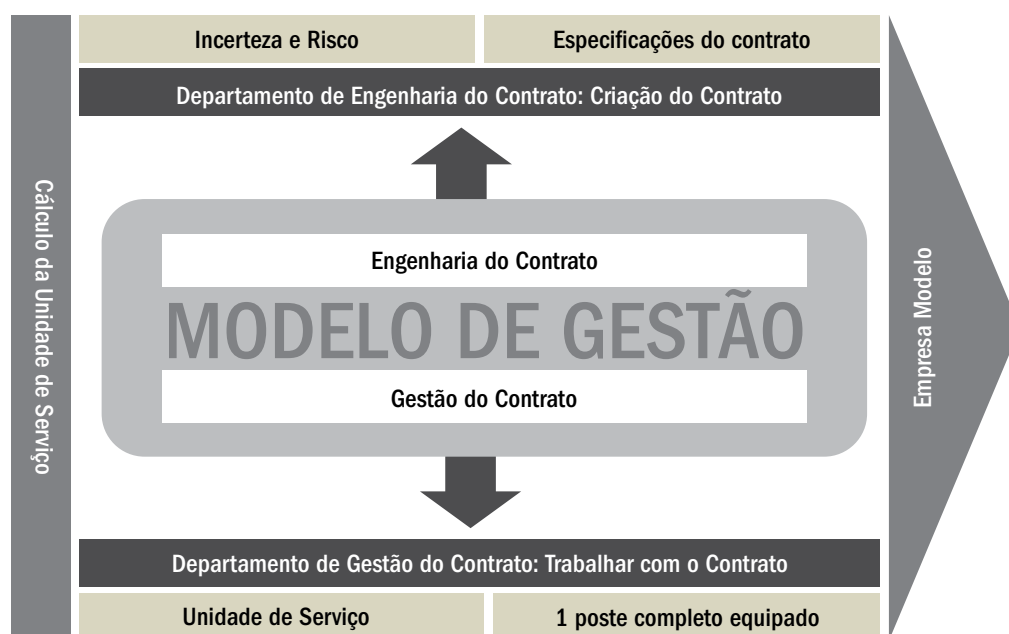 Incerteza e Risco
Especificações do contrato
Departamento de Engenharia do Contrato: Criação do Contrato
Cálculo da Unidade de Serviço
Engenharia do Contrato
MODELO DE GESTÃO
Gestão do Contrato
Empresa Modelo
Departamento de Gestão do Contrato: Trabalhar com o Contrato
Unidade de Serviço
1 poste completo equipado